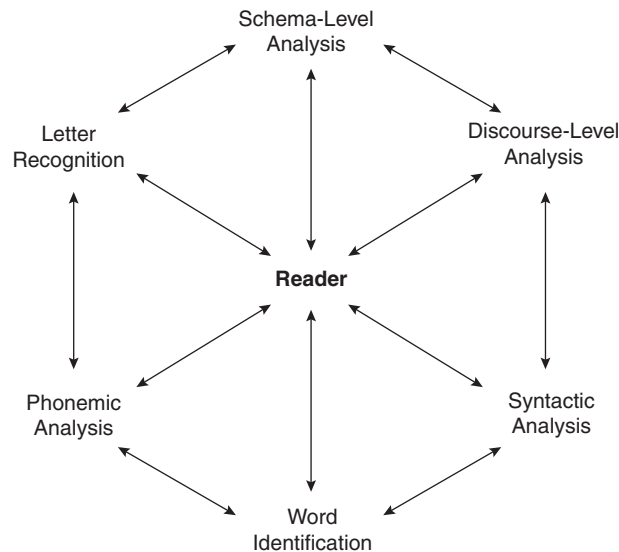 Schema-Level
Analysis
Letter
Recognition
Discourse-Level
Analysis
Reader
Phonemic
Analysis
Syntactic
Analysis
Word
Identification